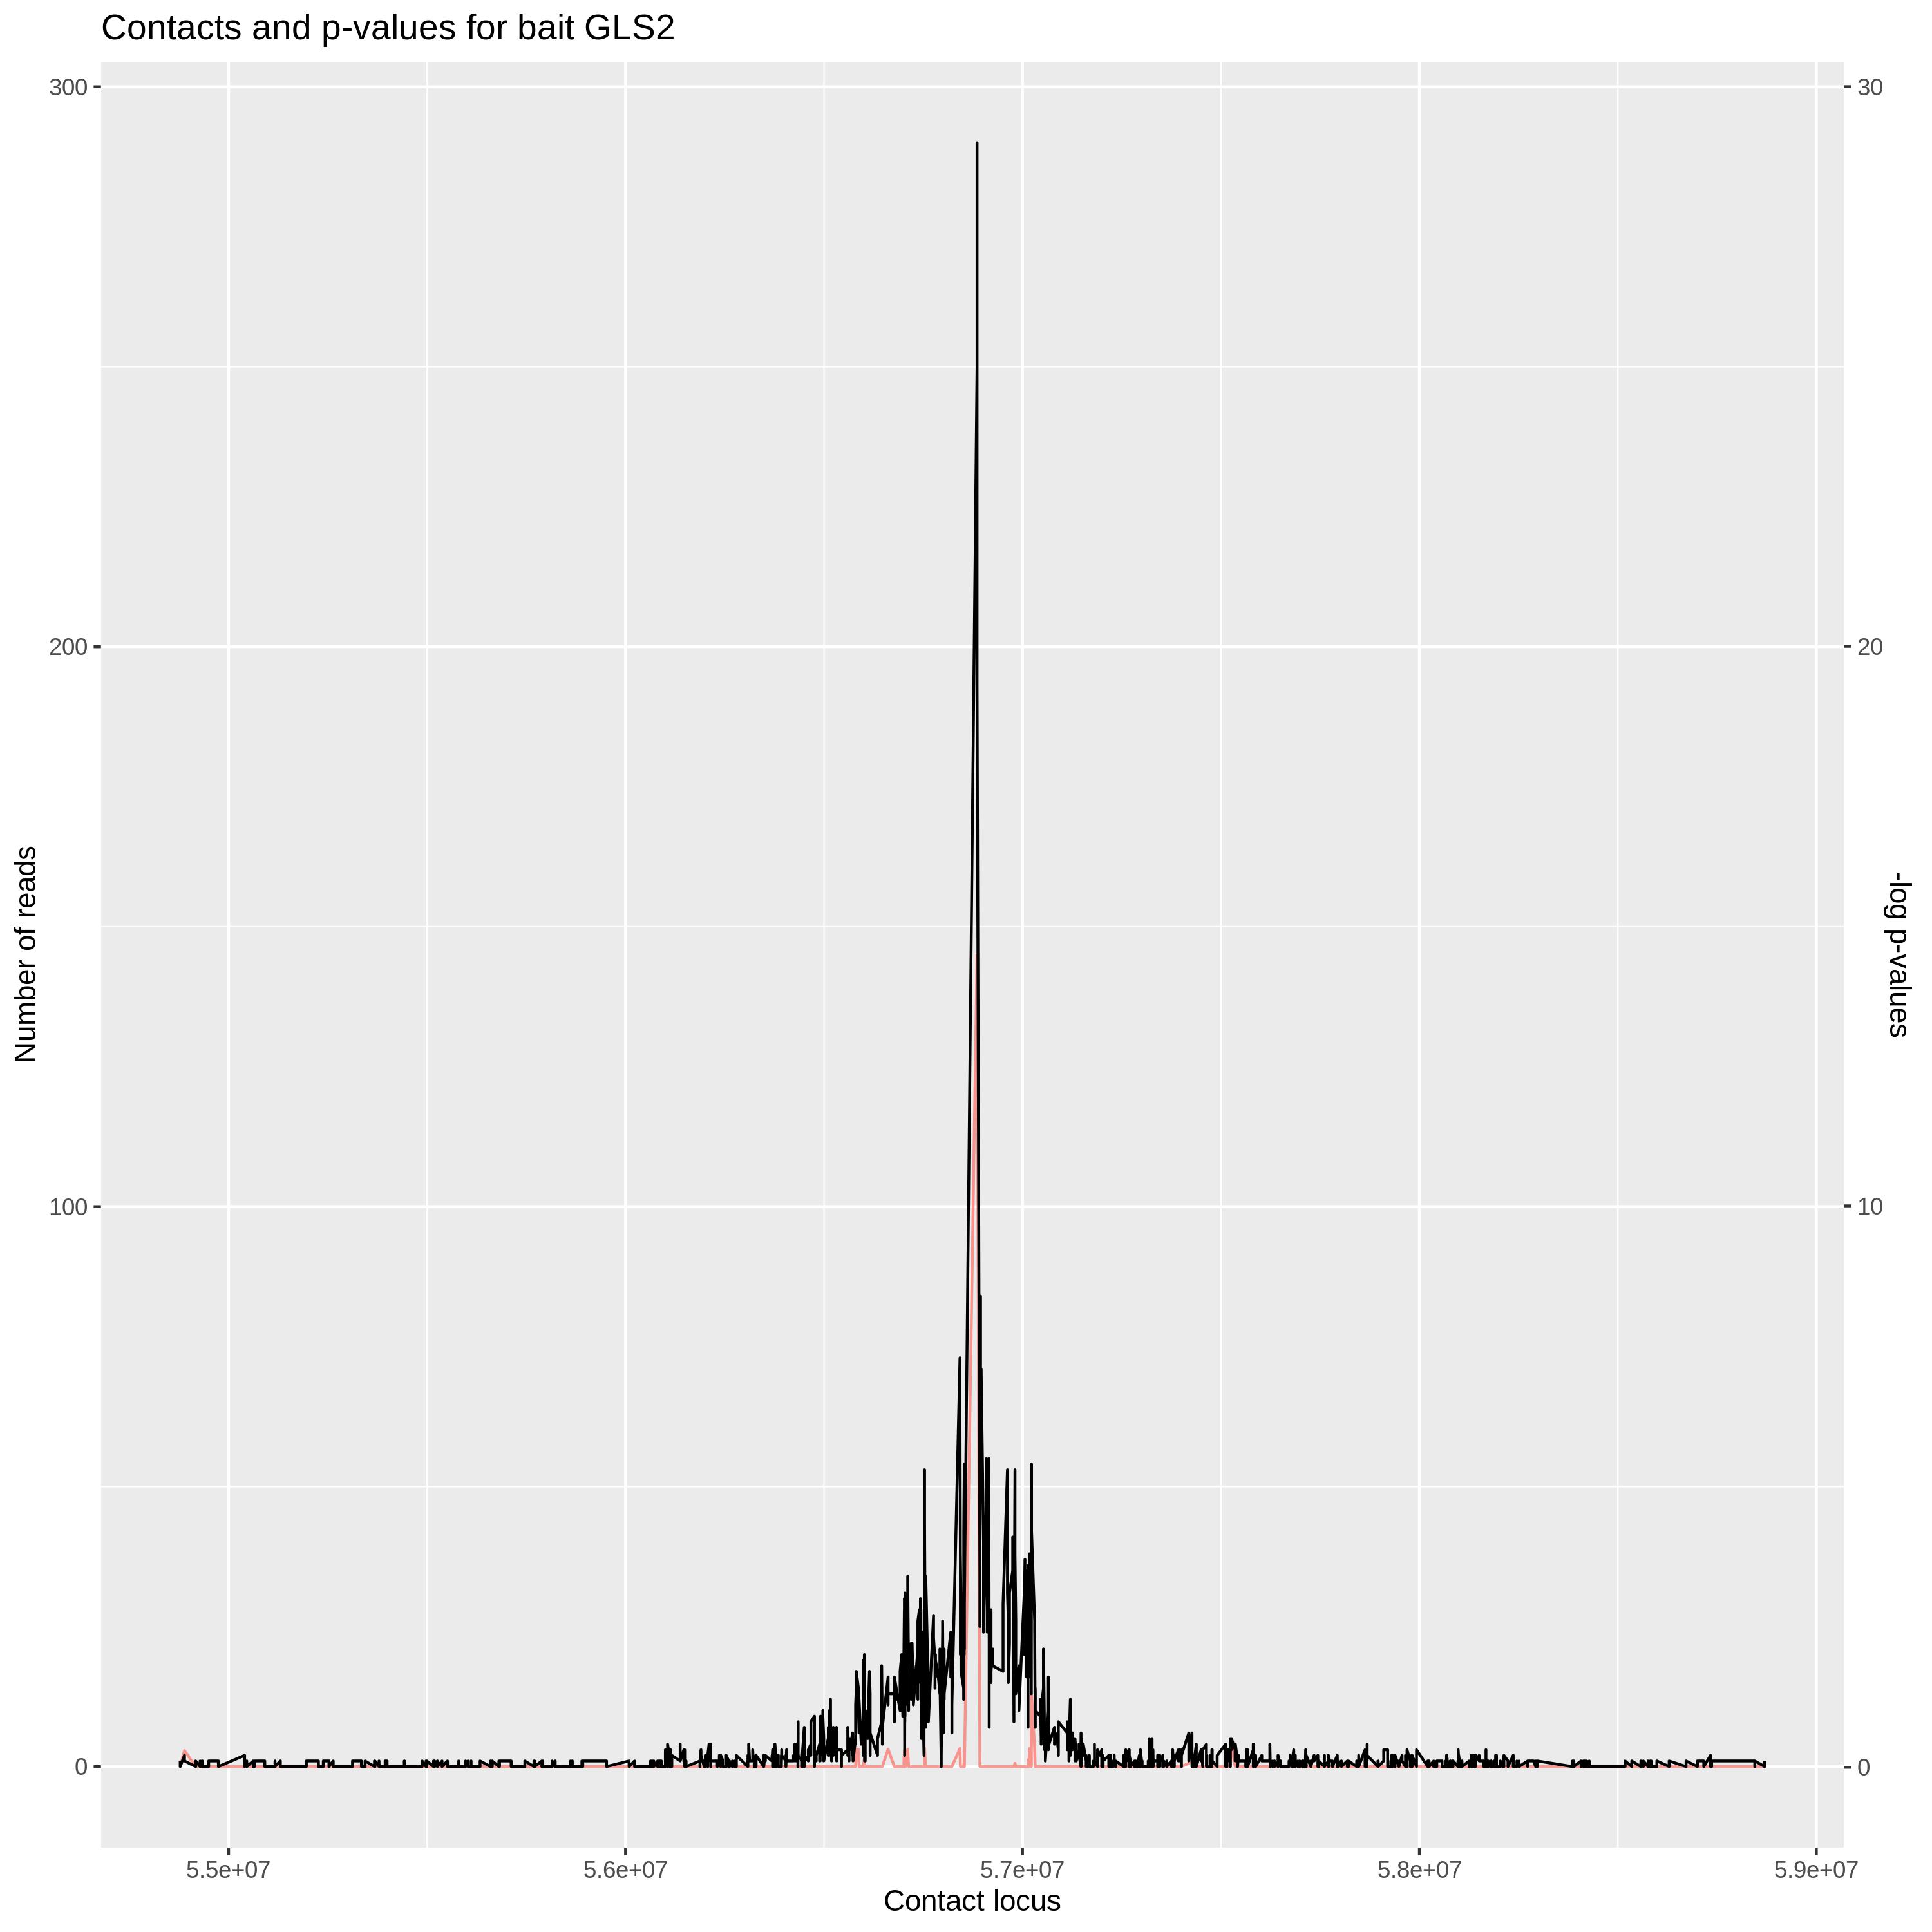 Contacts and p-values for bait GLS2
300
200
100
0
Number of reads
30
20
10
0
-log p-values
5.5e+07 5.6e+07 5.7e+07 5.8e+07 5.9e+07
Contact locus